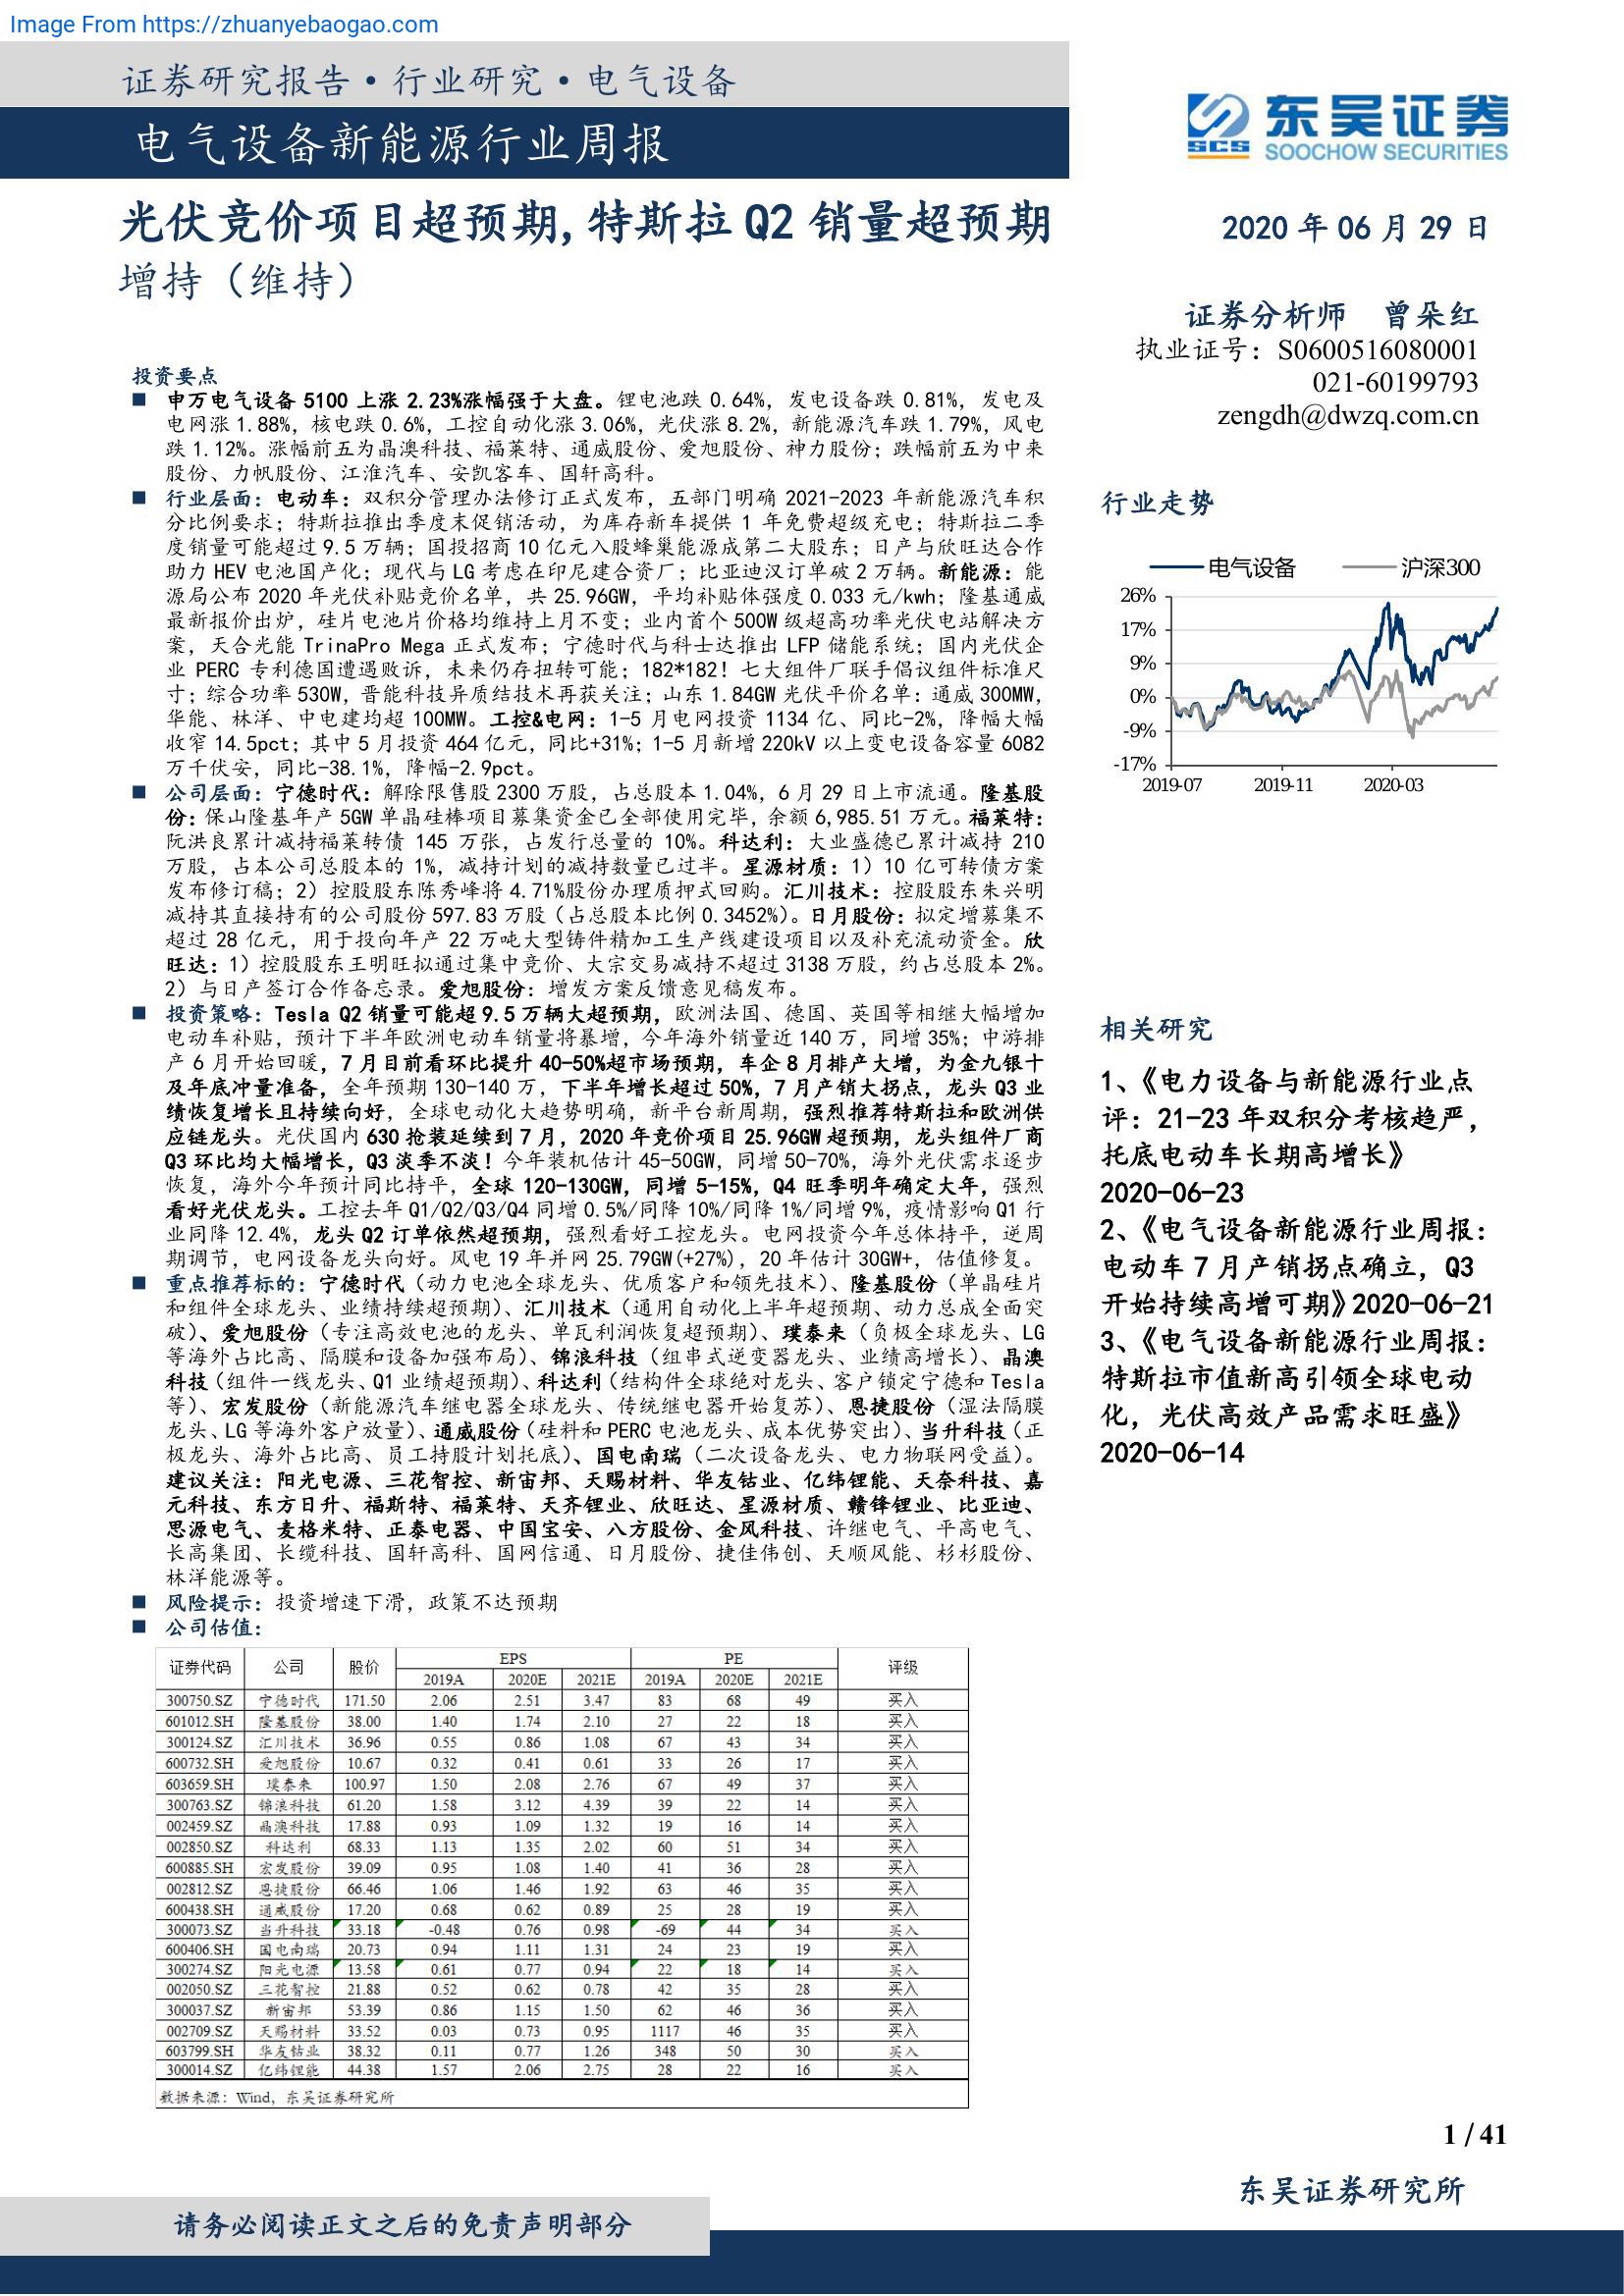 Image From https://zhuanyebaogao.com
证券研究报告·行业研究·电气设备
电气设备新能源行业周报
东吴证券
SCS
SOOCHOW SECURITIES
光伏竞价项目超预期,特斯拉 Q2 销量超预期
增持（维持）
2020 年 06 月 29 日
证券分析师 曾朵红
执业证号：S0600516080001
021-60199793
zengdh@dwzq.com.cn
投资要点
■ 申万电气设备 5100 上涨 2.23%涨幅强于大盘。锂电池跌 0.64%，发电设备跌 0.81%，发电及
电网涨 1.88%，核电跌 0.6%，工控自动化涨 3.06%，光伏涨 8.2%，新能源汽车跌 1.79%，风电
跌 1.12%。涨幅前五为晶澳科技、福莱特、通威股份、爱旭股份、神力股份；跌幅前五为中来
股份、力帆股份、江淮汽车、安凯客车、国轩高科。
■ 行业层面：电动车：双积分管理办法修订正式发布，五部门明确 2021-2023 年新能源汽车积
分比例要求；特斯拉推出季度末促销活动，为库存新车提供 1 年免费超级充电；特斯拉二季
度销量可能超过 9.5 万辆；国投招商 10 亿元入股蜂巢能源成第二大股东；日产与欣旺达合作
助力 HEV 电池国产化；现代与 LG 考虑在印尼建合资厂；比亚迪汉订单破 2 万辆。新能源：能
源局公布 2020 年光伏补贴竞价名单，共 25.96GW，平均补贴体强度 0.033 元/kwh；隆基通威
最新报价出炉，硅片电池片价格均维持上月不变；业内首个 500W 级超高功率光伏电站解决方
案，天合光能 TrinaPro Mega 正式发布；宁德时代与科士达推出 LFP 储能系统；国内光伏企
业 PERC 专利德国遭遇败诉，未来仍存扭转可能；182*182！七大组件厂联手倡议组件标准尺
寸；综合功率 530W，晋能科技异质结技术再获关注；山东 1.84GW 光伏平价名单：通威 300MW，
华能、林洋、中电建均超 100MW。工控&电网：1-5 月电网投资 1134 亿、同比-2%，降幅大幅
收窄 14.5pct；其中 5 月投资 464 亿元，同比+31%；1-5 月新增 220kV 以上变电设备容量 6082
万千伏安，同比-38.1%，降幅-2.9pct。
■ 公司层面：宁德时代：解除限售股 2300 万股，占总股本 1.04%，6 月 29 日上市流通。隆基股
份：保山隆基年产 5GW 单晶硅棒项目募集资金已全部使用完毕，余额 6,985.51 万元。福莱特：
阮洪良累计减持福莱转债 145 万张，占发行总量的 10%。科达利：大业盛德已累计减持 210
万股，占本公司总股本的 1%，减持计划的减持数量已过半。星源材质：1）10 亿可转债方案
发布修订稿；2）控股股东陈秀峰将 4.71%股份办理质押式回购。汇川技术：控股股东朱兴明
减持其直接持有的公司股份 597.83 万股（占总股本比例 0.3452%）。日月股份：拟定增募集不
超过 28 亿元，用于投向年产 22 万吨大型铸件精加工生产线建设项目以及补充流动资金。欣
旺达：1）控股股东王明旺拟通过集中竞价、大宗交易减持不超过 3138 万股，约占总股本 2%。
2）与日产签订合作备忘录。爱旭股份：增发方案反馈意见稿发布。
■ 投资策略：Tesla Q2 销量可能超 9.5 万辆大超预期，欧洲法国、德国、英国等相继大幅增加
电动车补贴，预计下半年欧洲电动车销量将暴增，今年海外销量近 140 万，同增 35%；中游排
产 6 月开始回暖，7 月目前看环比提升 40-50%超市场预期，车企 8 月排产大增，为金九银十
及年底冲量准备，全年预期 130-140 万，下半年增长超过 50%，7 月产销大拐点，龙头 Q3 业
绩恢复增长且持续向好，全球电动化大趋势明确，新平台新周期，强烈推荐特斯拉和欧洲供
应链龙头。光伏国内 630 抢装延续到 7 月，2020 年竞价项目 25.96GW 超预期，龙头组件厂商
Q3 环比均大幅增长，Q3 淡季不淡！今年装机估计 45-50GW，同增 50-70%，海外光伏需求逐步
恢复，海外今年预计同比持平，全球 120-130GW，同增 5-15%，Q4 旺季明年确定大年，强烈
看好光伏龙头。工控去年 Q1/Q2/Q3/Q4 同增 0.5%/同降 10%/同降 1%/同增 9%，疫情影响 Q1 行
业同降 12.4%，龙头 Q2 订单依然超预期，强烈看好工控龙头。电网投资今年总体持平，逆周
期调节，电网设备龙头向好。风电 19 年并网 25.79GW(+27%)，20 年估计 30GW+，估值修复。
■ 重点推荐标的：宁德时代（动力电池全球龙头、优质客户和领先技术）、隆基股份（单晶硅片
和组件全球龙头、业绩持续超预期）、汇川技术（通用自动化上半年超预期、动力总成全面突
破）、爱旭股份（专注高效电池的龙头、单瓦利润恢复超预期）、璞泰来（负极全球龙头、LG
等海外占比高、隔膜和设备加强布局）、锦浪科技（组串式逆变器龙头、业绩高增长）、晶澳
科技（组件一线龙头、Q1 业绩超预期）、科达利（结构件全球绝对龙头、客户锁定宁德和 Tesla
等）、宏发股份（新能源汽车继电器全球龙头、传统继电器开始复苏）、恩捷股份（湿法隔膜
龙头、LG 等海外客户放量）、通威股份（硅料和 PERC 电池龙头、成本优势突出）、当升科技（正
极龙头、海外占比高、员工持股计划托底）、国电南瑞（二次设备龙头、电力物联网受益）。
建议关注：阳光电源、三花智控、新宙邦、天赐材料、华友钴业、亿纬锂能、天奈科技、嘉
元科技、东方日升、福斯特、福莱特、天齐锂业、欣旺达、星源材质、赣锋锂业、比亚迪、
思源电气、麦格米特、正泰电器、中国宝安、八方股份、金风科技、许继电气、平高电气、
长高集团、长缆科技、国轩高科、国网信通、日月股份、捷佳伟创、天顺风能、杉杉股份、
林洋能源等。
■ 风险提示：投资增速下滑，政策不达预期
■ 公司估值：
证券代码 公司 股价 EPS PE 评级
2019A 2020E 2021E 2019A 2020E 2021E
300750.SZ 宁德时代 171.50 2.06 2.51 3.47 83 68 49 买入
601012.SH 隆基股份 38.00 1.40 1.74 2.10 27 22 18 买入
300124.SZ 汇川技术 36.96 0.55 0.86 1.08 67 43 34 买入
600732.SH 爱旭股份 10.67 0.32 0.41 0.61 33 26 17 买入
603659.SH 璞泰来 100.97 1.50 2.08 2.76 67 49 37 买入
300763.SZ 锦浪科技 61.20 1.58 3.12 4.39 39 22 14 买入
002459.SZ 晶澳科技 17.88 0.93 1.09 1.32 19 16 14 买入
002850.SZ 科达利 68.33 1.13 1.35 2.02 60 51 34 买入
600885.SH 宏发股份 39.09 0.95 1.08 1.40 41 36 28 买入
002812.SZ 恩捷股份 66.46 1.06 1.46 1.92 63 46 35 买入
600438.SH 通威股份 17.20 0.68 0.62 0.89 25 28 19 买入
300073.SZ 当升科技 33.18 -0.48 0.76 0.98 -69 44 34 买入
600406.SH 国电南瑞 20.73 0.94 1.11 1.31 24 23 19 买入
300274.SZ 阳光电源 13.58 0.61 0.77 0.94 22 18 14 买入
002050.SZ 三花智控 21.88 0.52 0.62 0.78 42 35 28 买入
300037.SZ 新宙邦 53.39 0.86 1.15 1.50 62 46 36 买入
002709.SZ 天赐材料 33.52 0.03 0.73 0.95 1117 46 35 买入
603799.SH 华友钴业 38.32 0.11 0.77 1.26 348 50 30 买入
300014.SZ 亿纬锂能 44.38 1.57 2.06 2.75 28 22 16 买入
数据来源：Wind，东吴证券研究所
行业走势
电气设备 沪深300
26%
17%
9%
0%
-9%
-17%
2019-07 2019-11 2020-03
相关研究
1、《电力设备与新能源行业点
评：21-23 年双积分考核趋严，
托底电动车长期高增长》
2020-06-23
2、《电气设备新能源行业周报：
电动车 7 月产销拐点确立，Q3
开始持续高增可期》2020-06-21
3、《电气设备新能源行业周报：
特斯拉市值新高引领全球电动
化，光伏高效产品需求旺盛》
2020-06-14
1 / 41
东吴证券研究所
请务必阅读正文之后的免责声明部分